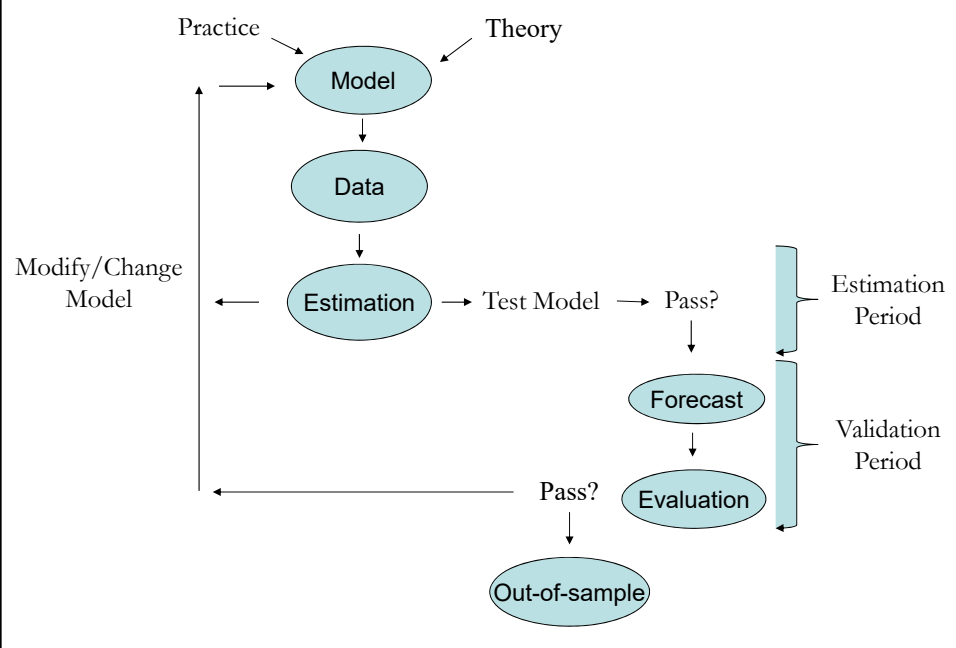 Practice
Theory
Model
Data
Modify/Change
Model
Estimation
Test Model
Pass?
Estimation
Period
Forecast
Validation
Period
Pass?
Evaluation
Out-of-sample